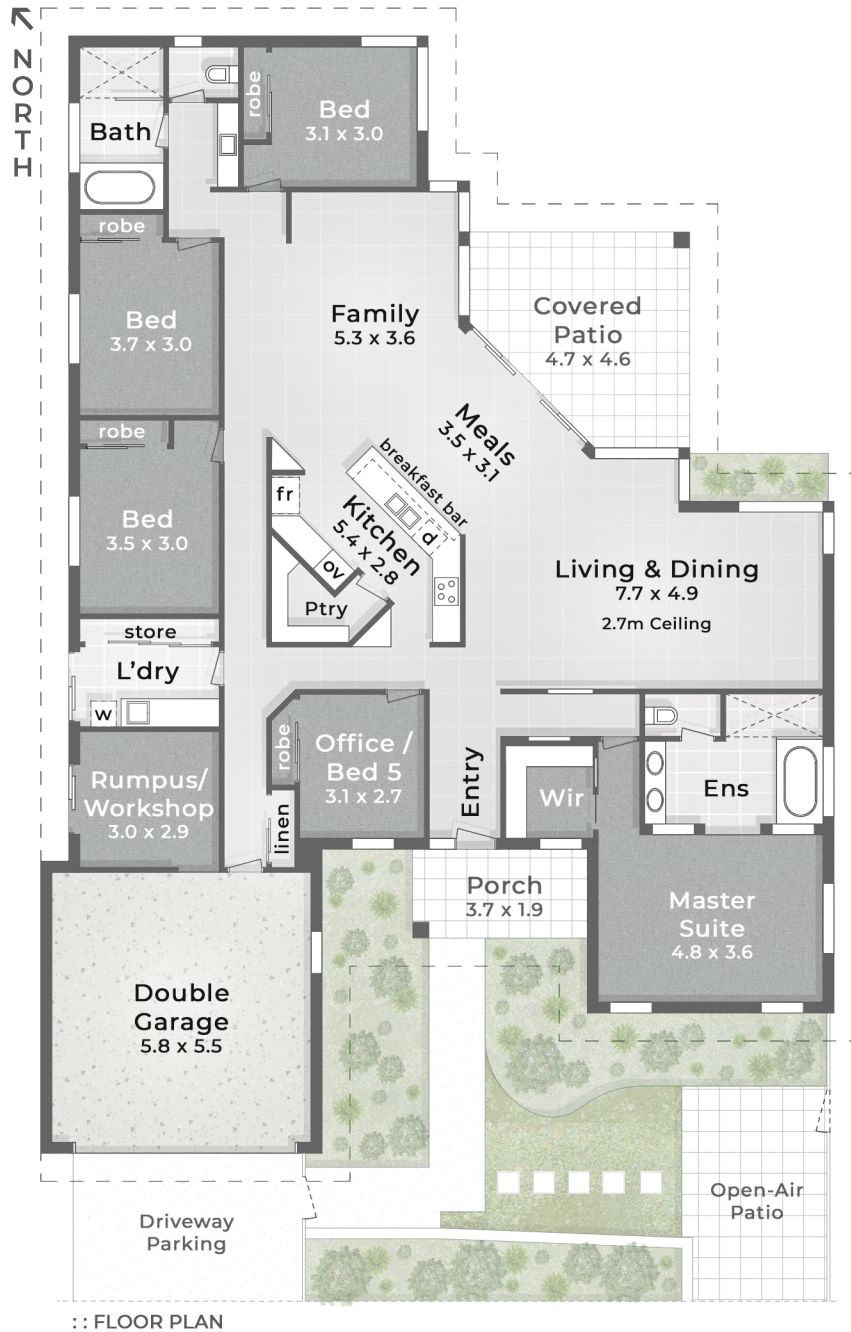 NORTH
Bath
robe
Bed
3.1 x 3.0
robe
Bed
3.7 x 3.0
Family
5.3 x 3.6
Covered
Patio
4.7 x 4.6
Meals
3.5 x 3.1
robe
Bed
3.5 x 3.0
breakfast bar
fr
Kitchen
5.4 x 2.8
d
ov
Ptry
Living & Dining
7.7 x 4.9
2.7m Ceiling
store
L'dry
w
robe
Office /
Bed 5
3.1 x 2.7
Rumpus/
Workshop
3.0 x 2.9
linen
Entry
Wir
Ens
Porch
3.7 x 1.9
Master
Suite
4.8 x 3.6
Double
Garage
5.8 x 5.5
Driveway
Parking
Open-Air
Patio
:: FLOOR PLAN